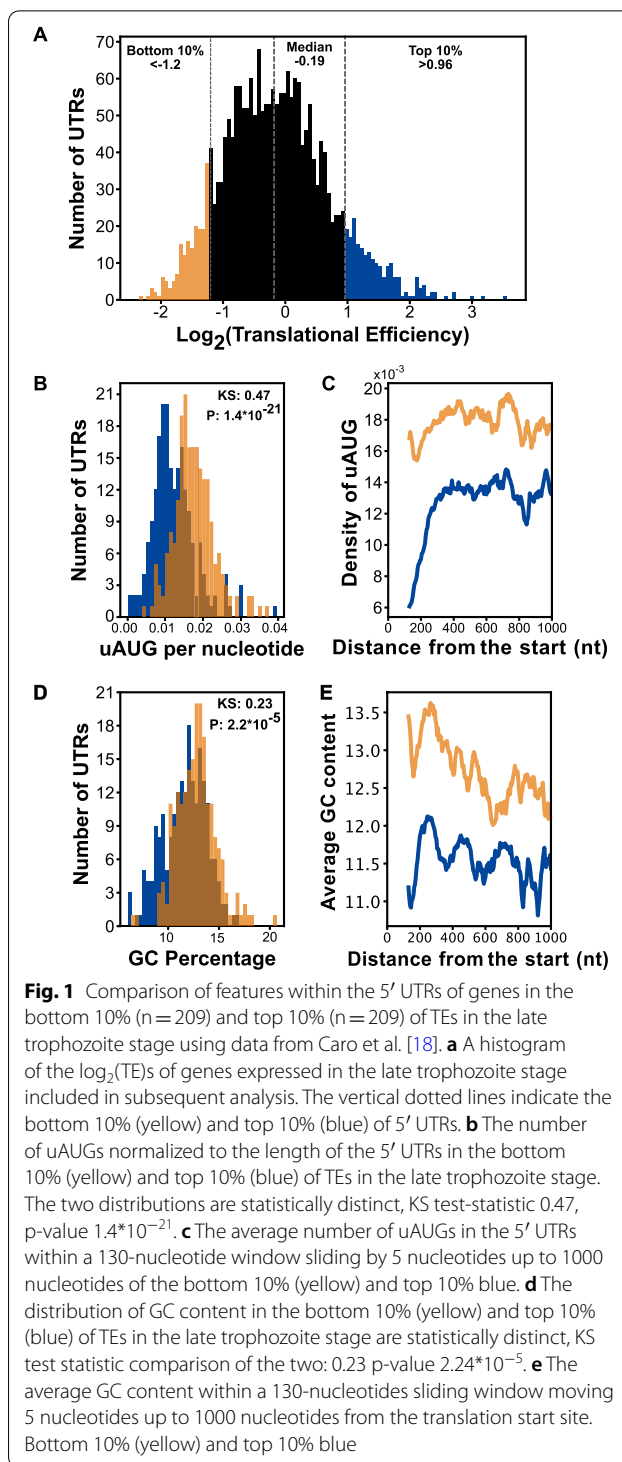 A
Bottom 10%
<-1.2
Median
-0.19
Top 10%
>0.96
Number of UTRs
70
60
50
40
30
20
10
0
-2 -1 0 1 2 3
Log2(Translational Efficiency)
B
KS: 0.47
P: 1.4*10-21
Number of UTRs
21
18
15
12
9
6
3
0
0.00 0.01 0.02 0.03 0.04
uAUG per nucleotide
C
x10-3
Density of uAUG
20
18
16
14
12
10
8
6
0 200 400 600 800 1000
Distance from the start (nt)
D
KS: 0.23
P: 2.2*10-5
Number of UTRs
21
18
15
12
9
6
3
0
10 15 20
GC Percentage
E
Average GC content
13.5
13.0
12.5
12.0
11.5
11.0
0 200 400 600 800 1000
Distance from the start (nt)
Fig. 1 Comparison of features within the 5′ UTRs of genes in the
bottom 10% (n = 209) and top 10% (n = 209) of TEs in the late
trophozoite stage using data from Caro et al. [18]. a A histogram
of the log2(TE)s of genes expressed in the late trophozoite stage
included in subsequent analysis. The vertical dotted lines indicate the
bottom 10% (yellow) and top 10% (blue) of 5′ UTRs. b The number
of uAUGs normalized to the length of the 5′ UTRs in the bottom
10% (yellow) and top 10% (blue) of TEs in the late trophozoite stage.
The two distributions are statistically distinct, KS test-statistic 0.47,
p-value 1.4*10−21. c The average number of uAUGs in the 5′ UTRs
within a 130-nucleotide window sliding by 5 nucleotides up to 1000
nucleotides of the bottom 10% (yellow) and top 10% blue. d The
distribution of GC content in the bottom 10% (yellow) and top 10%
(blue) of TEs in the late trophozoite stage are statistically distinct, KS
test statistic comparison of the two: 0.23 p-value 2.24*10−5. e The
average GC content within a 130-nucleotides sliding window moving
5 nucleotides up to 1000 nucleotides from the translation start site.
Bottom 10% (yellow) and top 10% blue